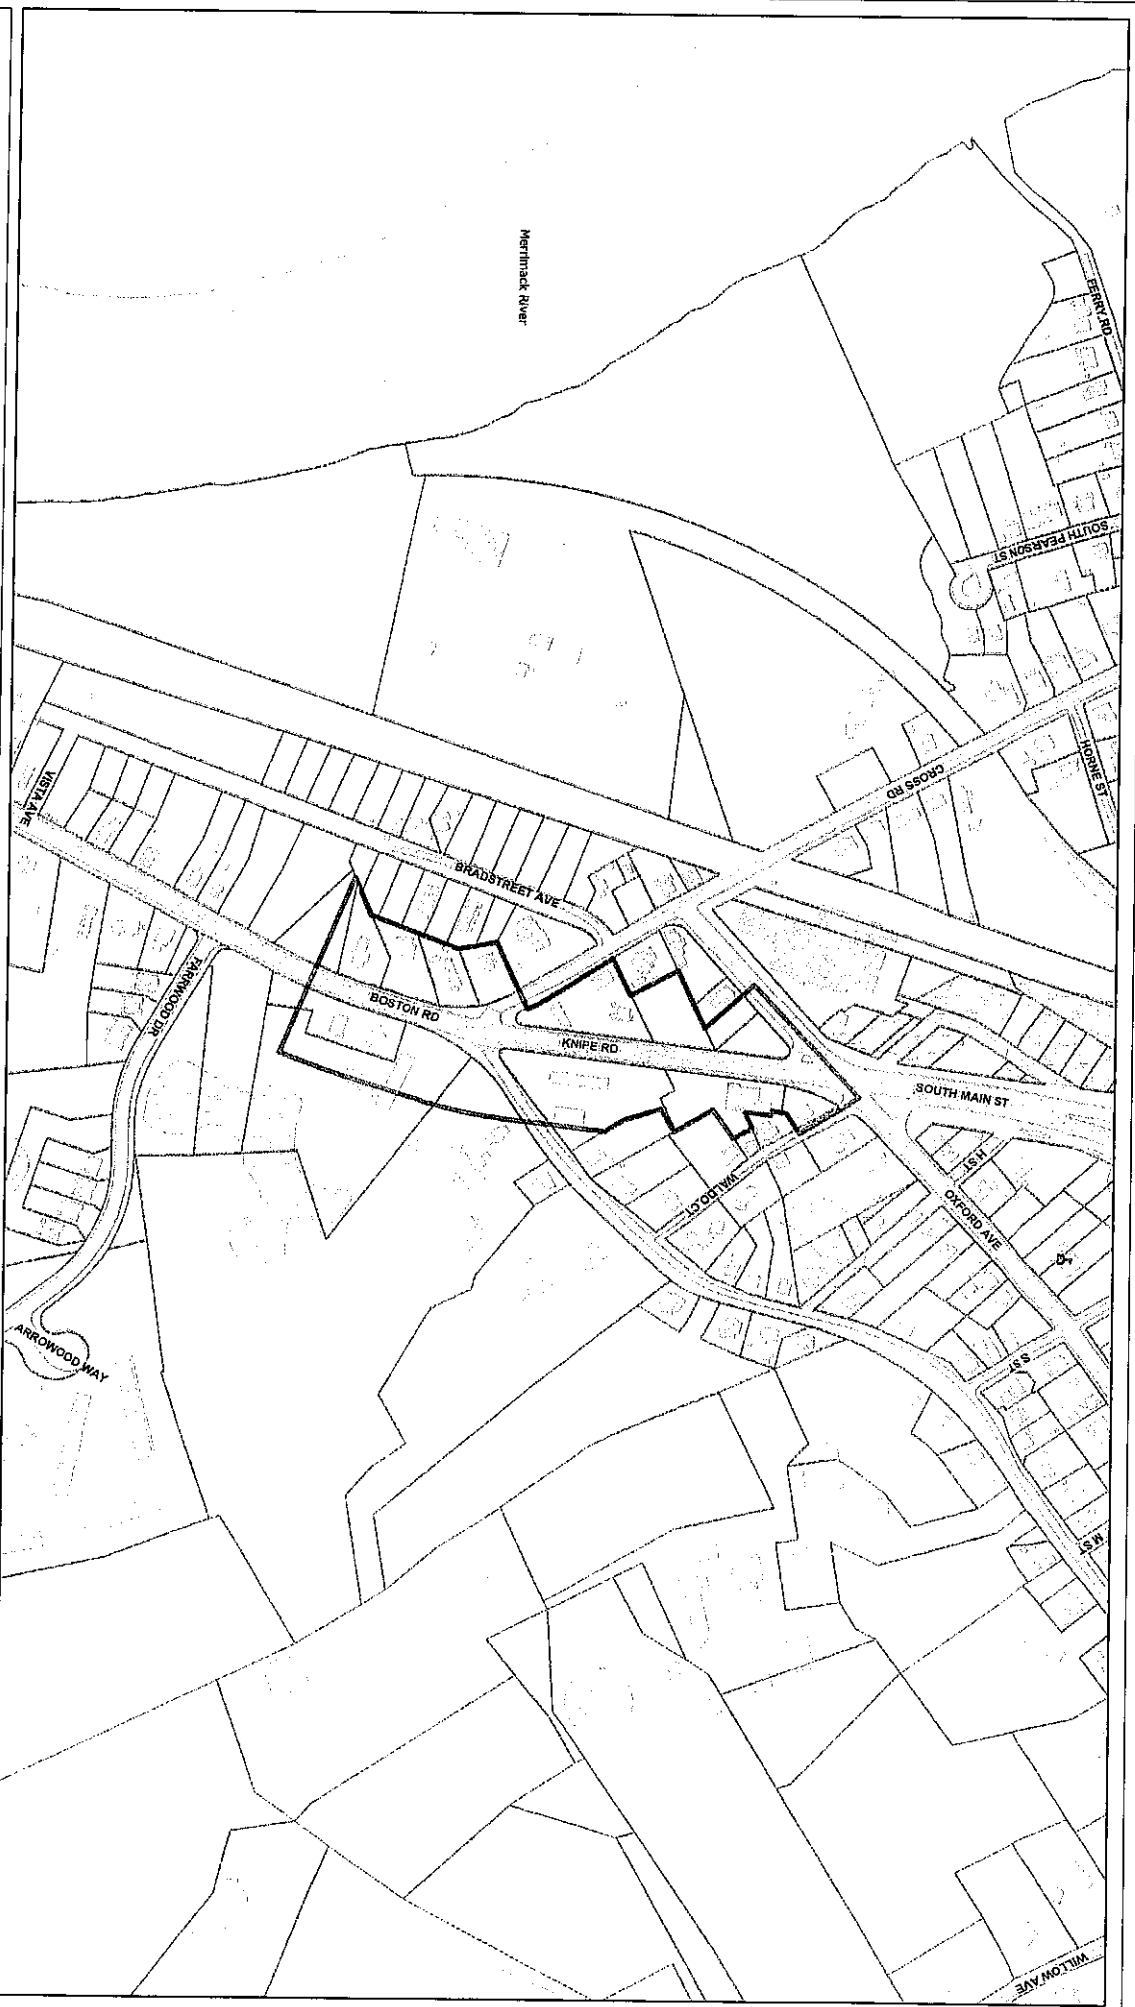 Merrimack River
FERRY RD
SOUTH PEARSON ST
HORNE ST
CROSS RD
VISTA AVE
BRADSTREET AVE
FARRWOOD DR
BOSTON RD
KNIPE RD
SOUTH MAIN ST
H ST
WALDO CT
OXFORD AVE
ARROWOOD WAY
S ST
M ST
WILLOW AVE